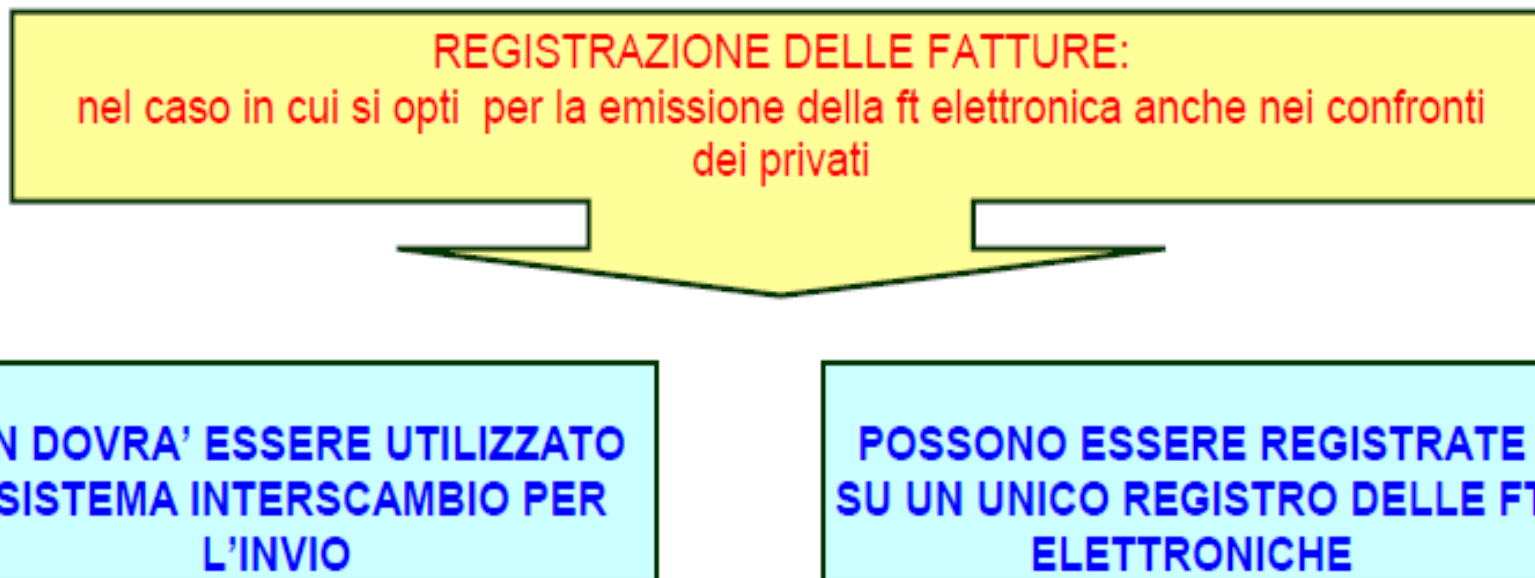 REGISTRAZIONE DELLE FATTURE:
nel caso in cui si opti per la emissione della ft elettronica anche nei confronti
dei privati
DOVRA’ ESSERE UTILIZZATO
SISTEMA INTERSCAMBIO PER
L’INVIO
POSSONO ESSERE REGISTRATE
SU UN UNICO REGISTRO DELLE FT
ELETTRONICHE